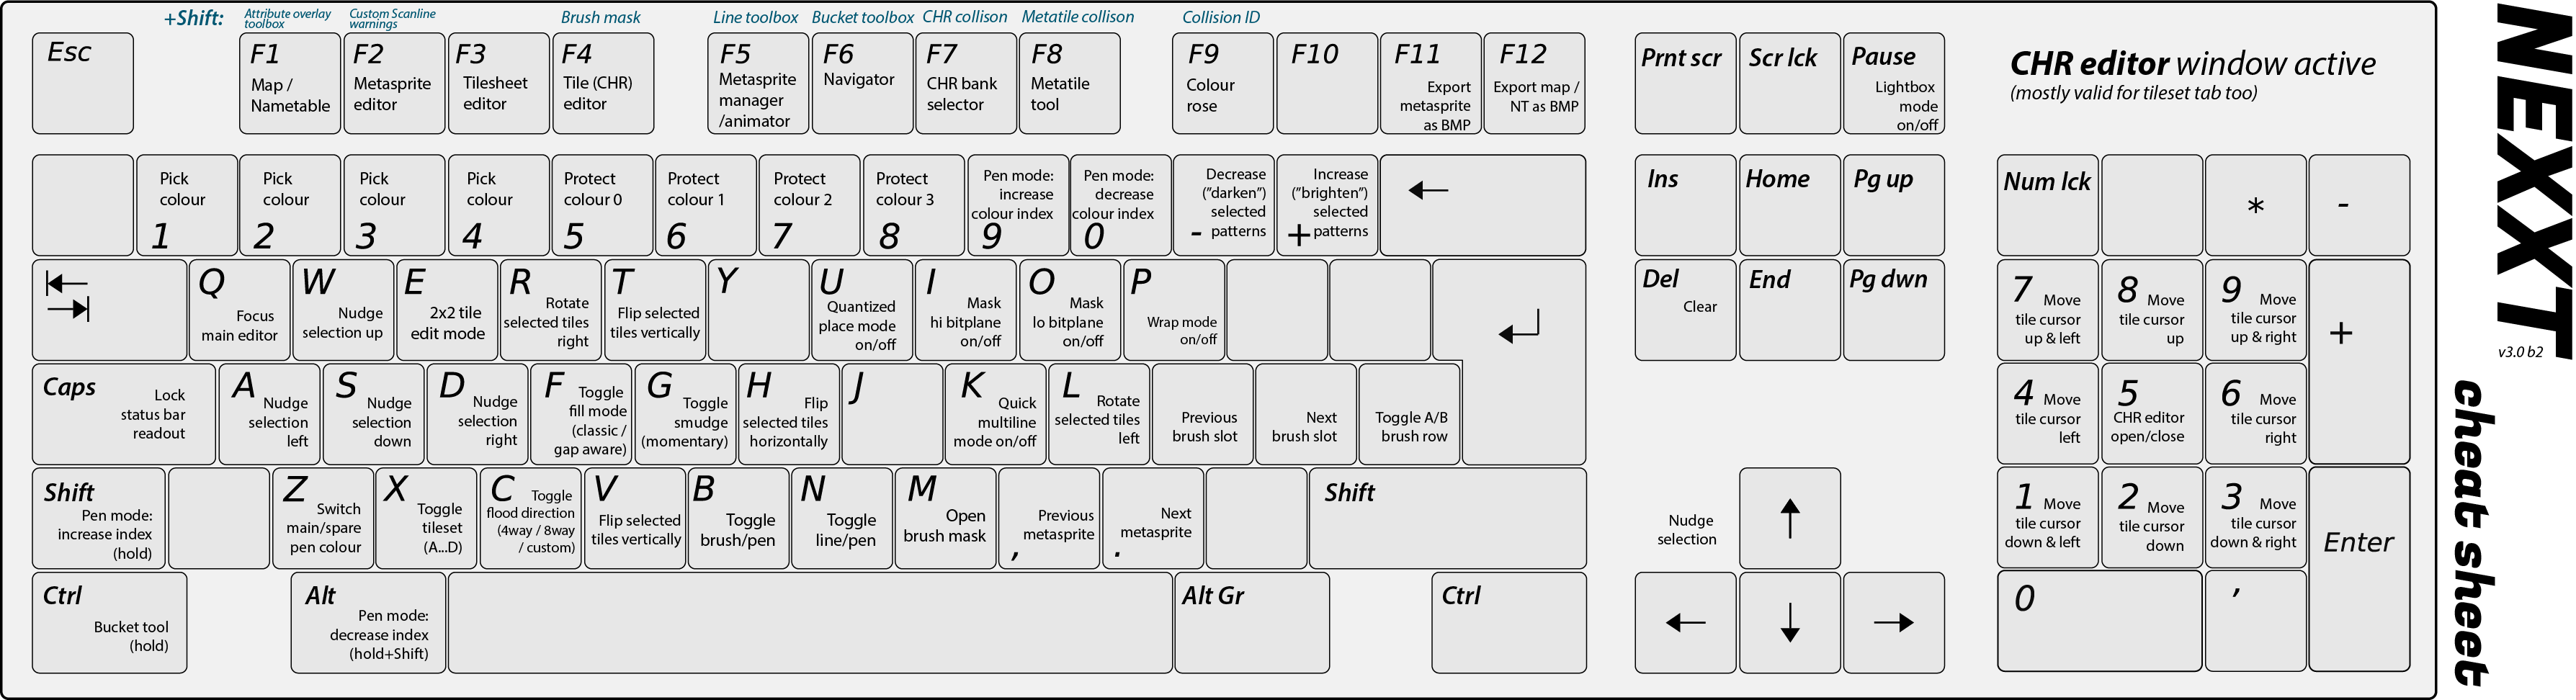 +Shift:
Attribute overlay
toolbox
Custom Scanline
warnings
Brush mask
Line toolbox
Bucket toolbox
CHR collison
Metatile collison
Collision ID
Esc
F1
Map /
Nametable
F2
Metasprite
editor
F3
Tilesheet
editor
F4
Tile (CHR)
editor
F5
Metasprite
manager
/animator
F6
Navigator
F7
CHR bank
selector
F8
Metatile
tool
F9
Colour
rose
F10
F11
Export
metasprite
as BMP
F12
Export map /
NT as BMP
Prnt scr
Scr lck
Pause
Lightbox
mode
on/off
CHR editor window active
(mostly valid for tileset tab too)
NEXXT
v3.0 b2
cheat sheet
Pick
colour
1
Pick
colour
2
Pick
colour
3
Pick
colour
4
Protect
colour 0
5
Protect
colour 1
6
Protect
colour 2
7
Protect
colour 3
8
Pen mode:
increase
colour index
9
Pen mode:
decrease
colour index
0
Decrease
("darken")
selected
- patterns
Increase
("brighten")
selected
+ patterns
←
Ins
Home
Pg up
Num lck
*
-
Q
Focus
main editor
W
Nudge
selection up
E
2x2 tile
edit mode
R
Rotate
selected tiles
right
T
Flip selected
tiles vertically
Y
U
Quantized
place mode
on/off
I
Mask
hi bitplane
on/off
O
Mask
lo bitplane
on/off
P
Wrap mode
on/off
Del
Clear
End
Pg dwn
7 Move
tile cursor
up & left
8 Move
tile cursor
up
9 Move
tile cursor
up & right
+
Caps
Lock
status bar
readout
A
Nudge
selection
left
S
Nudge
selection
down
D
Nudge
selection
right
F
Toggle
fill mode
(classic /
gap aware)
G
Toggle
smudge
(momentary)
H
Flip
selected tiles
horizontally
J
K
Quick
multiline
mode on/off
L
Rotate
selected tiles
left
Previous
brush slot
Next
brush slot
Toggle A/B
brush row
4 Move
tile cursor
left
5
CHR editor
open/close
6 Move
tile cursor
right
Shift
Pen mode:
increase index
(hold)
Z
Switch
main/spare
pen colour
X
Toggle
tileset
(A...D)
C
Toggle
flood direction
(4way / 8way
/ custom)
V
Flip selected
tiles vertically
B
Toggle
brush/pen
N
Toggle
line/pen
M
Open
brush mask
Previous
metasprite
,
Next
metasprite
.
Shift
Nudge
selection
↑
1 Move
tile cursor
down & left
2 Move
tile cursor
down
3 Move
tile cursor
down & right
Enter
Ctrl
Bucket tool
(hold)
Alt
Pen mode:
decrease index
(hold+Shift)
Alt Gr
Ctrl
←
↓
→
0
,